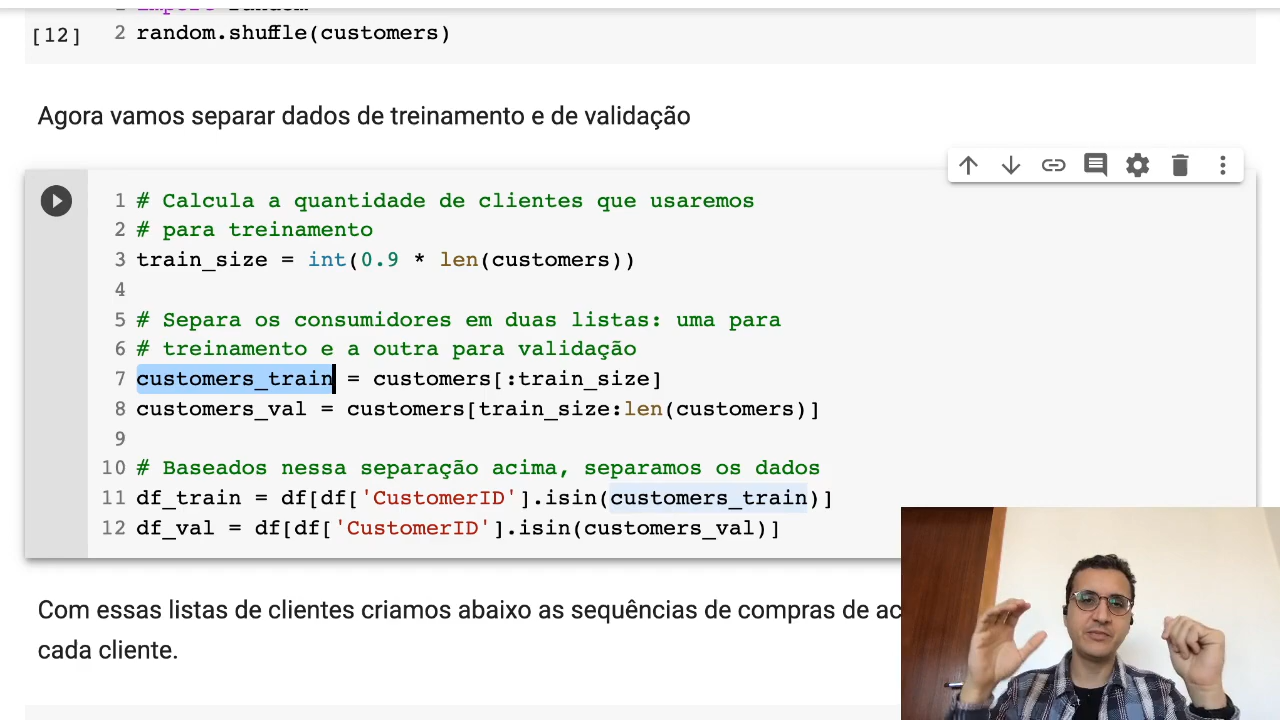 [12] 2 random.shuffle(customers)
Agora vamos separar dados de treinamento e de validação
1 # Calcula a quantidade de clientes que usaremos
2 # para treinamento
3 train_size = int(0.9 * len(customers))
4
5 # Separa os consumidores em duas listas: uma para
6 # treinamento e a outra para validação
7 customers_train = customers[:train_size]
8 customers_val = customers[train_size:len(customers)]
9
10 # Baseados nessa separação acima, separamos os dados
11 df_train = df[df['CustomerID'].isin(customers_train)]
12 df_val = df[df['CustomerID'].isin(customers_val)]
Com essas listas de clientes criamos abaixo as sequências de compras de
cada cliente.